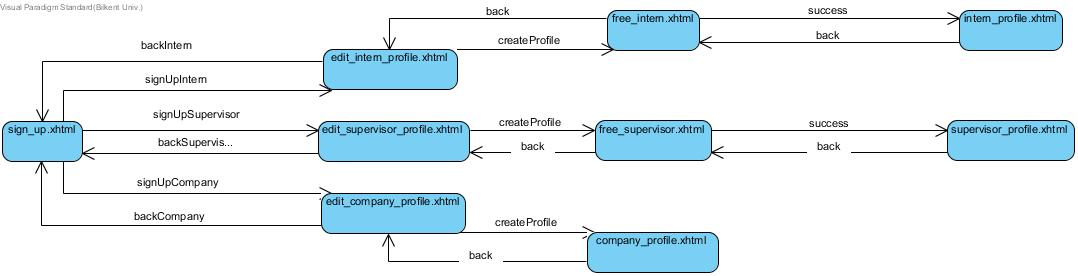 Visual Paradigm Standard(Bilkent Univ.)
back
free_intern.xhtml
success
intern_profile.xhtml
back
createProfile
backIntern
edit_intern_profile.xhtml
signUpIntern
signUpSupervisor
sign_up.xhtml
edit_supervisor_profile.xhtml
createProfile
free_supervisor.xhtml
success
supervisor_profile.xhtml
backSupervis...
back
back
signUpCompany
edit_company_profile.xhtml
backCompany
createProfile
company_profile.xhtml
back